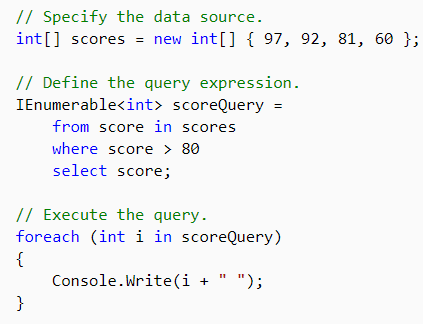 // Specify the data source.
int[] scores = new int[] { 97, 92, 81, 60 };

// Define the query expression.
IEnumerable<int> scoreQuery =
    from score in scores
    where score > 80
    select score;

// Execute the query.
foreach (int i in scoreQuery)
{
    Console.Write(i + " ");
}